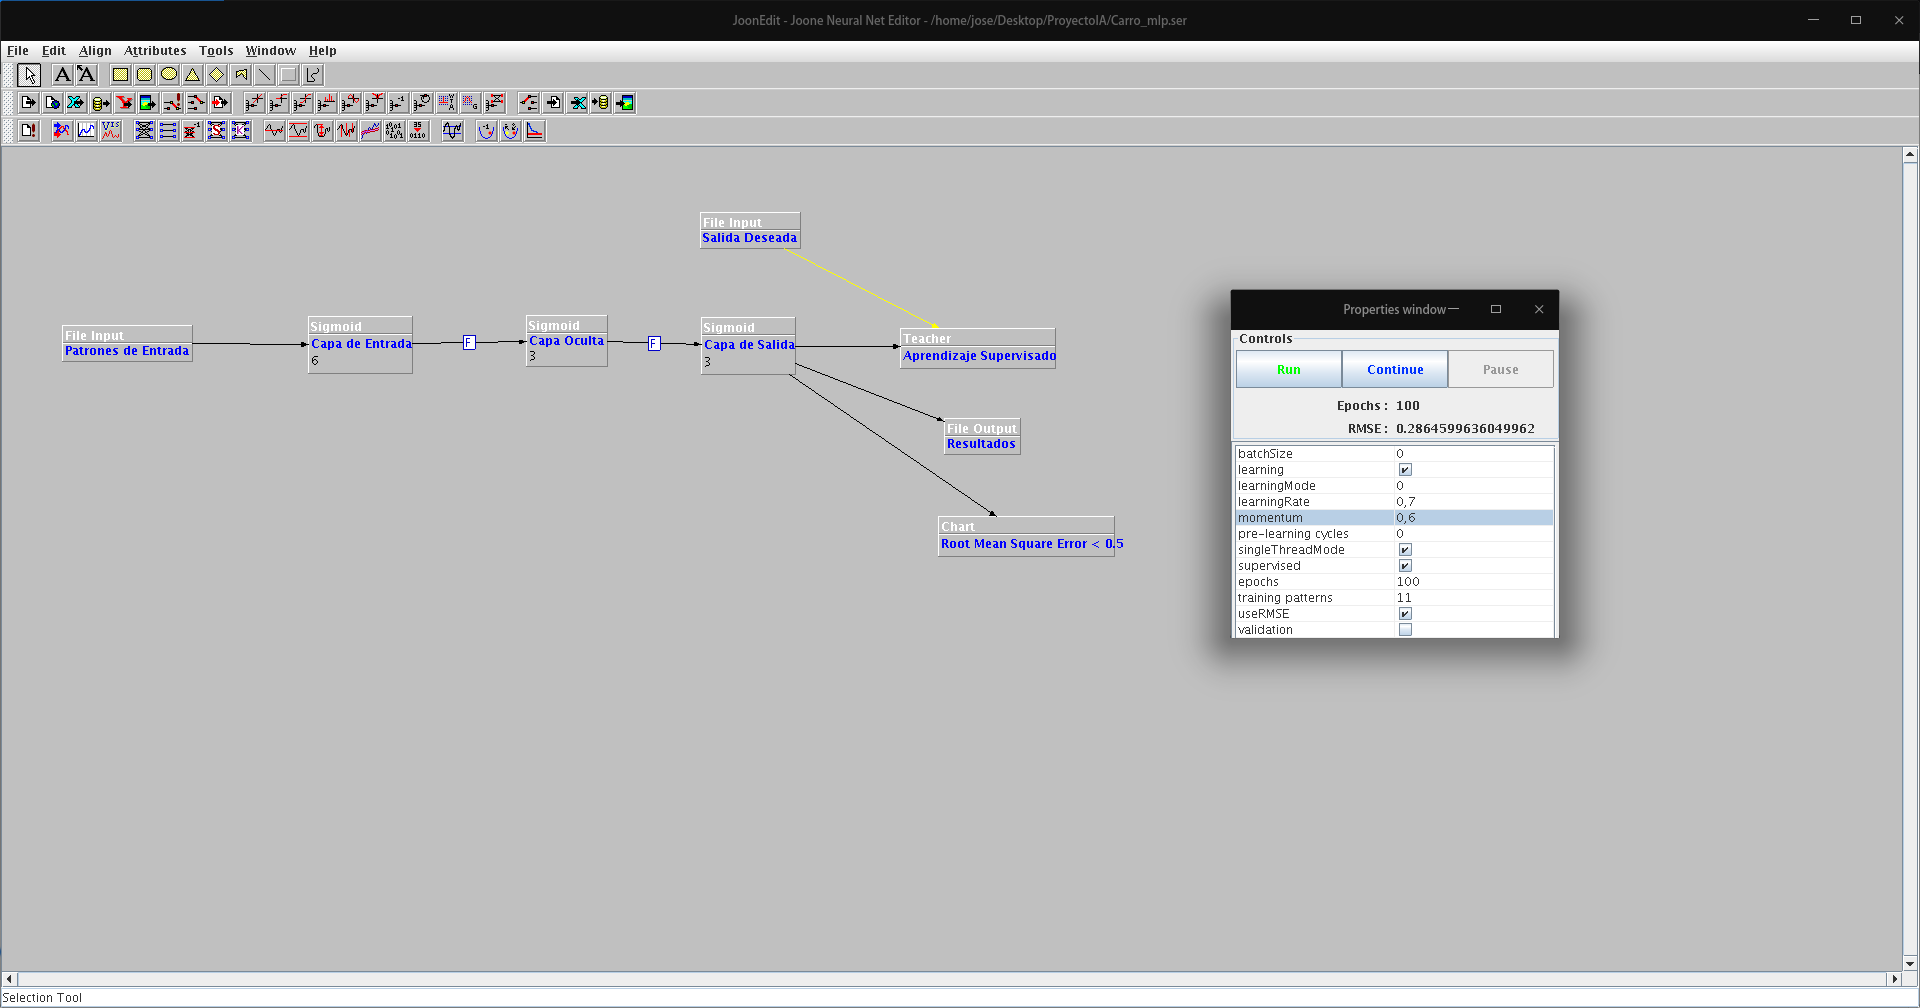 JoonEdit - Joone Neural Net Editor - /home/jose/Desktop/ProyectoIA/Carro_mlp.ser
File Edit Align Attributes Tools Window Help
A A
File Input
Salida Deseada
File Input
Patrones de Entrada
Sigmoid
Capa de Entrada
6
F
Sigmoid
Capa Oculta
3
F
Sigmoid
Capa de Salida
3
Teacher
Aprendizaje Supervisado
File Output
Resultados
Chart
Root Mean Square Error < 0.5
Properties window
Controls
Run Continue Pause
Epochs : 100
RMSE : 0.2864599636049962
batchSize 0
learning
learningMode 0
learningRate 0,7
momentum 0,6
pre-learning cycles 0
singleThreadMode
supervised
epochs 100
training patterns 11
useRMSE
validation
Selection Tool